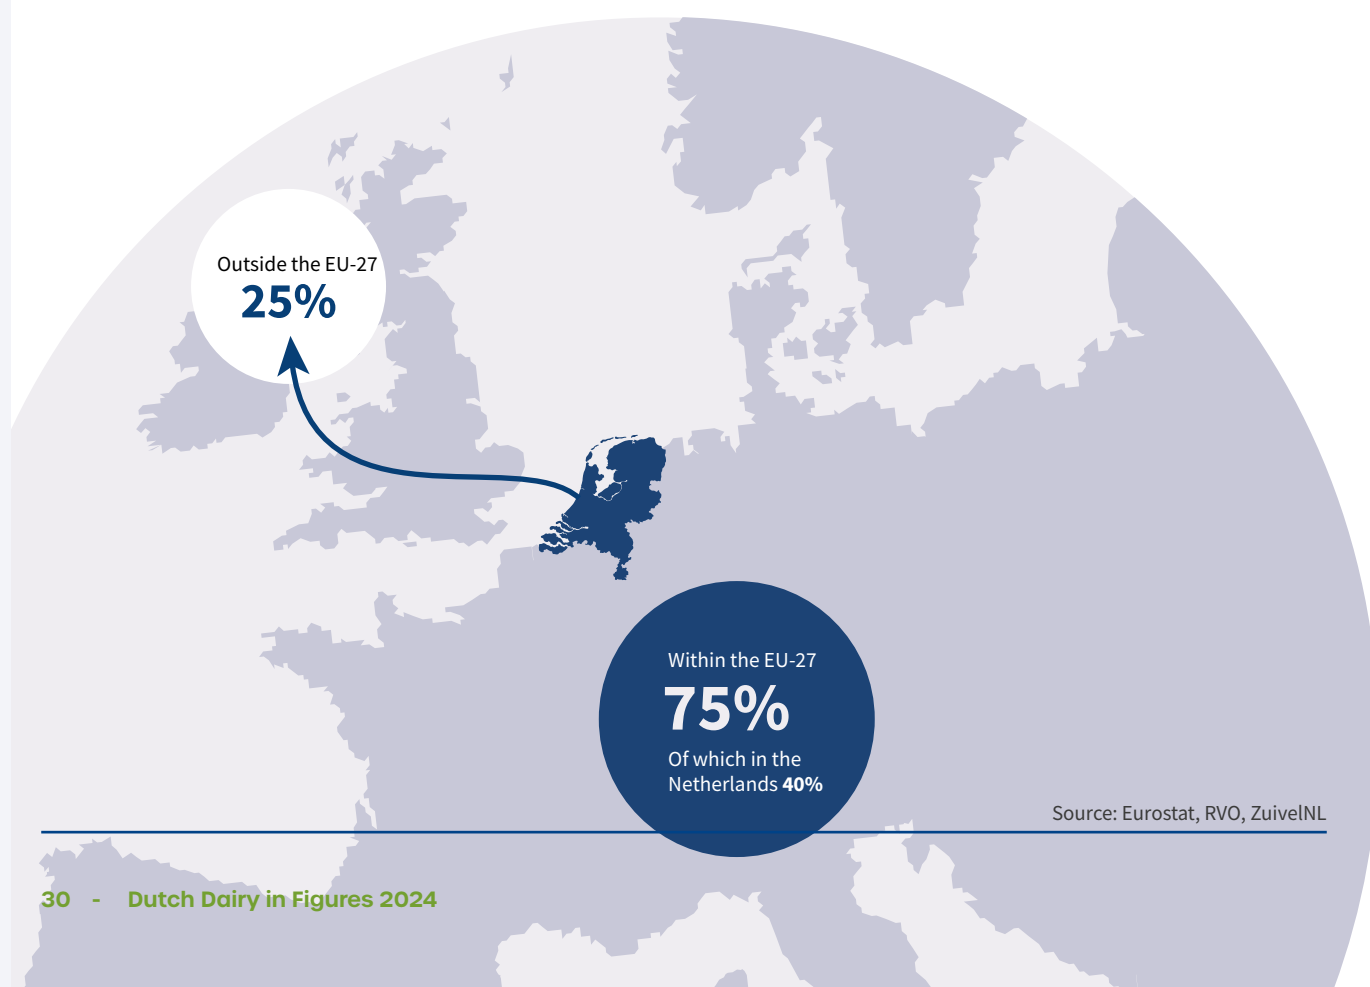 Outside the EU-27
25%
Within the EU-27
75%
Of which in the
Netherlands 40%
Source: Eurostat, RVO, ZuivelNL
30 - Dutch Dairy in Figures 2024